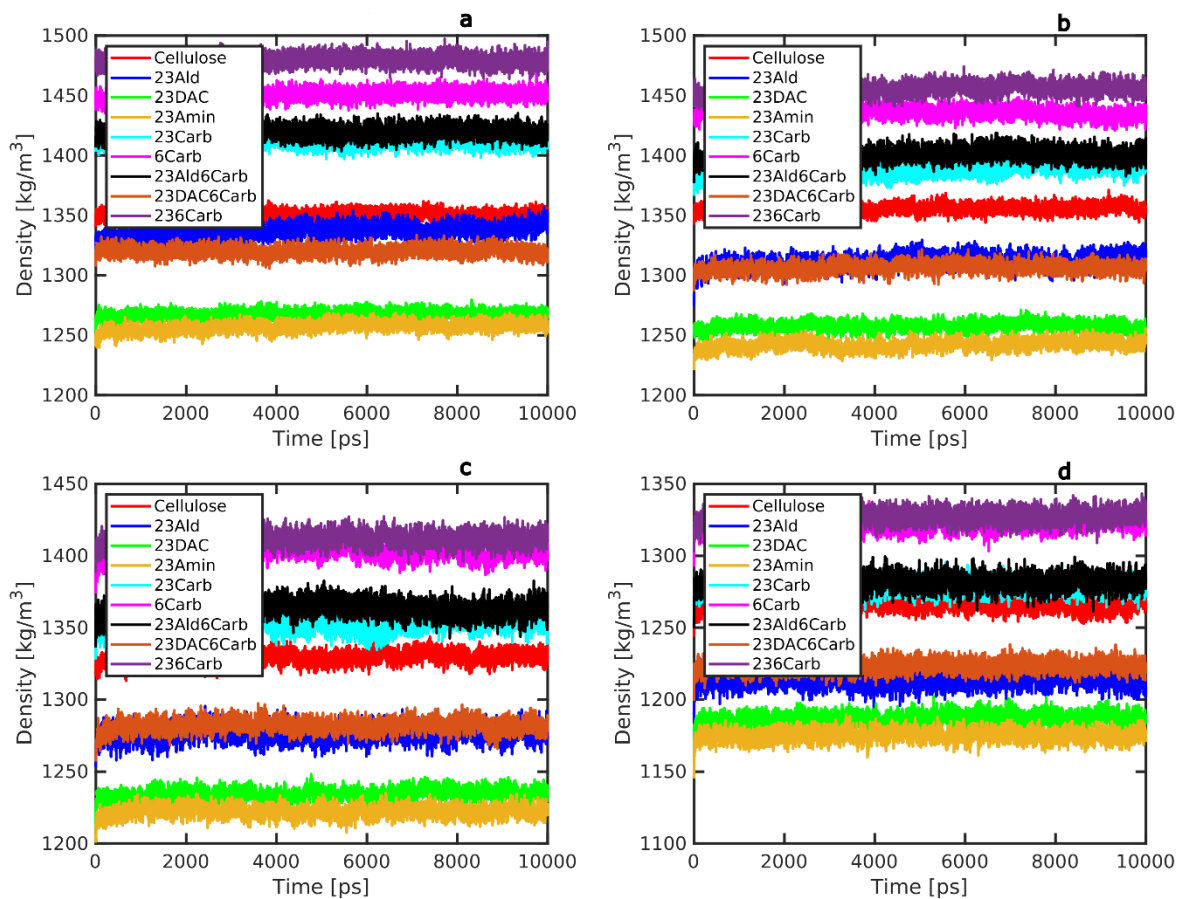 a
1500
1450
1400
1350
1300
1250
1200
Density [kg/m³]
Cellulose
23Ald
23DAC
23Amin
23Carb
6Carb
23Ald6Carb
23DAC6Carb
236Carb
0 2000 4000 6000 8000 10000
Time [ps]
b
1500
1450
1400
1350
1300
1250
1200
Density [kg/m³]
Cellulose
23Ald
23DAC
23Amin
23Carb
6Carb
23Ald6Carb
23DAC6Carb
236Carb
0 2000 4000 6000 8000 10000
Time [ps]
c
1450
1400
1350
1300
1250
1200
Density [kg/m³]
Cellulose
23Ald
23DAC
23Amin
23Carb
6Carb
23Ald6Carb
23DAC6Carb
236Carb
0 2000 4000 6000 8000 10000
Time [ps]
d
1350
1300
1250
1200
1150
1100
Density [kg/m³]
Cellulose
23Ald
23DAC
23Amin
23Carb
6Carb
23Ald6Carb
23DAC6Carb
236Carb
0 2000 4000 6000 8000 10000
Time [ps]